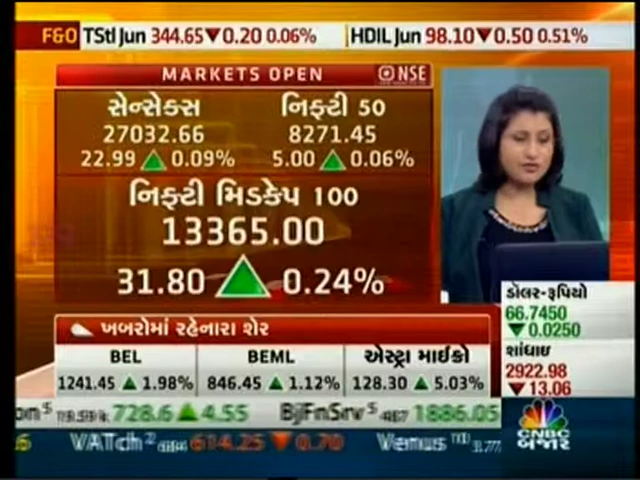 F&O TStl Jun 344.65▼0.20 0.06% HDIL Jun 98.10▼0.50 0.51%
MARKETS OPEN NSE
સેન્સેક્સ નિફ્ટી 50
27032.66 8271.45
22.99 ▲ 0.09% 5.00 ▲ 0.06%
નિફ્ટી મિડકેપ 100
13365.00
31.80 ▲ 0.24%
ડૉલર-રૂપિયો
66.7450
▼0.0250
શાંઘાઇ
2922.98
▼13.06
ખબરોમાં રહેનારા શેર
BEL BEML એસ્ટ્રા માઈક્રો
1241.45 ▲ 1.98% 846.45 ▲ 1.12% 128.30 ▲ 5.03%
728.6 ▲ 4.55 BjFnSrv 1886.05
VATch 614.25 ▼ 0.70 Venus
CNBC
બજાર